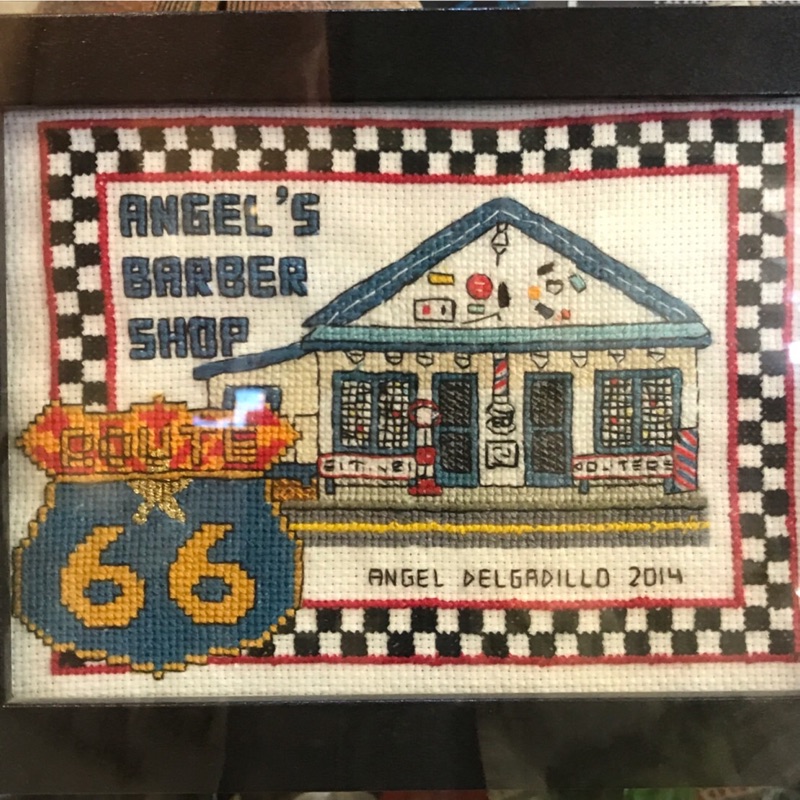 ANGEL'S
BARBER
SHOP
ROUTE
66
ANGEL DELGADILLO 2014